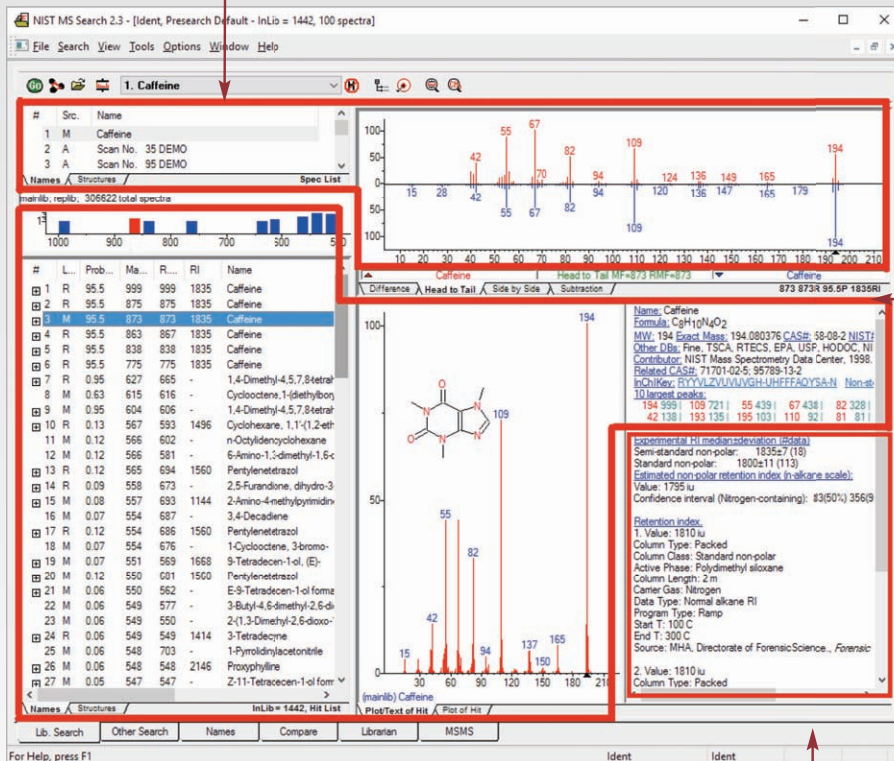 NIST MS Search 2.3 - [Ident, Presearch Default - InLib = 1442, 100 spectra]
File Search View Tools Options Window Help
Go 1. Caffeine
# Src. Name
1 M Caffeine
2 A Scan No. 35 DEMO
3 A Scan No. 95 DEMO
Names Structures Spec List
mainlib; replib; 306622 total spectra
1000 900 800 700 600
# L... Prob... Ma... R.... RI Name
1 R 95.5 999 999 1835 Caffeine
2 R 95.5 875 875 1835 Caffeine
3 M 95.5 873 873 1835 Caffeine
4 R 95.5 863 867 1835 Caffeine
5 R 95.5 838 838 1835 Caffeine
6 R 95.5 775 775 1835 Caffeine
7 R 0.95 627 665 - 1,4-Dimethyl-4,5,7,8-tetrah
8 M 0.63 615 616 - Cyclooctene,1-(diethylbory
9 M 0.95 604 606 - 1,4-Dimethyl-4,5,7,8-tetrah
10 R 0.13 567 593 1496 Cyclohexane, 1,1'-(1,2-eth
11 M 0.12 566 602 - n-Octylidencyclohexane
12 M 0.12 566 581 - 6-Amino-1,3-dimethyl-1,6-c
13 R 0.12 565 694 1560 Pentylenetetrazol
14 R 0.09 558 673 - 2,5-Furandione, dihydro-3-
15 M 0.08 557 693 1144 2-Amino-4-methylpyrimidin
16 M 0.07 554 687 - 3,4-Decadiene
17 R 0.12 554 686 1560 Pentylenetetrazol
18 M 0.07 554 676 - 1-Cyclooctene, 3-bromo-
19 M 0.07 551 569 1668 9-Tetradecen-1-ol, (E)-
20 M 0.12 550 681 1560 Pentylenetetrazol
21 M 0.06 550 562 - E-9-Tetradecen-1-ol forma
22 M 0.06 549 577 - 3-Butyl-4,6-dimethyl-2,6-di
23 M 0.06 549 550 - 2-(1,3-Dimethyl-2,6-dioxo-
24 R 0.06 549 549 1414 3-Tetradecyne
25 M 0.06 548 703 - 1-Pyrrolidinylacetonitrile
26 M 0.06 548 548 2146 Proxyphylline
27 M 0.05 547 547 - Z-11-Tetradecen-1-ol form
Names Structures InLib= 1442, Hit List
100
50
0
50
100
55 67 109 194
42 70 82 94 124 136 149 165
15 28 42 55 67 82 94 109 120 136 147 165 179 194
10 20 30 40 50 60 70 80 90 100 110 120 130 140 150 160 170 180 190 200 210
Caffeine Head to Tail MF=873 RMF=873 Caffeine
Difference Head to Tail Side by Side Subtraction 873 873R 95.5P 1835RI
100
50
0
194
109
55
82
42
15 94 137 150 165
30 60 90 120 150 180 210
O N N N N O
(mainlib) Caffeine
Plot/Text of Hit Plot of Hit
Name: Caffeine
Formula: C8H10N4O2
MW: 194 Exact Mass: 194.080376 CAS#: 58-08-2 NIST#
Other DBs: Fine, TSCA, RTECS, EPA, USP, HODOC, NI
Contributor: NIST Mass Spectrometry Data Center, 1998.
Related CAS#: 71701-02-5; 95789-13-2
InChIKey: RYYVLZVUVIJVGH-UHFFFAOYSA-N Non-st
10 largest peaks:
194 999 | 109 721 | 55 439 | 67 438 | 82 328 |
42 138 | 193 135 | 195 103 | 110 92 | 81 81 |
Experimental RI median±deviation (#data)
Semi-standard non-polar: 1835±7 (18)
Standard non-polar: 1800±11 (113)
Estimated non-polar retention index (n-alkane scale):
Value: 1795 iu
Confidence interval (Nitrogen-containing): 83(50%) 356(9
Retention index.
1. Value: 1810 iu
Column Type: Packed
Column Class: Standard non-polar
Active Phase: Polydimethyl siloxane
Column Length: 2 m
Carrier Gas: Nitrogen
Data Type: Normal alkane RI
Program Type: Ramp
Start T: 100 C
End T: 300 C
Source: MHA, Directorate of Forensic Science., Forensic
2. Value: 1810 iu
Column Type: Packed
Lib. Search Other Search Names Compare Librarian MSMS
For Help, press F1 Ident Ident